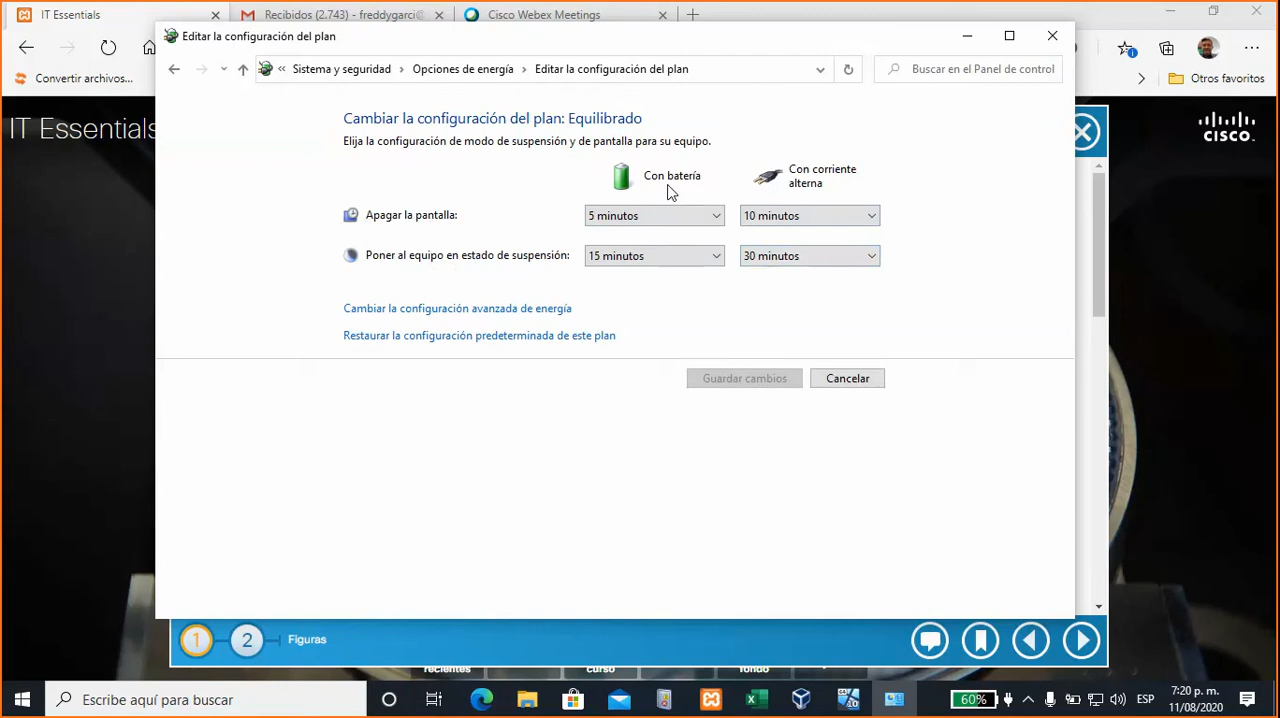 IT Essentials
Recibidos (2.743) - freddygarci@
Cisco Webex Meetings
Editar la configuración del plan
Convertir archivos...
« Sistema y seguridad > Opciones de energía > Editar la configuración del plan
Buscar en el Panel de control
Otros favoritos
IT Essentials
CISCO
Cambiar la configuración del plan: Equilibrado
Elija la configuración de modo de suspensión y de pantalla para su equipo.
Con batería
Con corriente
alterna
Apagar la pantalla:
5 minutos
10 minutos
Poner al equipo en estado de suspensión:
15 minutos
30 minutos
Cambiar la configuración avanzada de energía
Restaurar la configuración predeterminada de este plan
Guardar cambios
Cancelar
1
2
Figuras
recientes
curso
fondo
Escribe aquí para buscar
60%
ESP
7:20 p. m.
11/08/2020